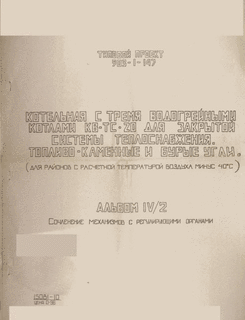 ТИПОВОЙ ПРОЕКТ
903-1-147
КОТЕЛЬНАЯ С ТРЕМЯ ВОДОГРЕЙНЫМИ
КОТЛАМИ КВ-ТС-20 ДЛЯ ЗАКРЫТОЙ
СИСТЕМЫ ТЕПЛОСНАБЖЕНИЯ.
ТОПЛИВО-КАМЕННЫЕ И БУРЫЕ УГЛИ.
(ДЛЯ РАЙОНОВ С РАСЧЕТНОЙ ТЕМПЕРАТУРОЙ ВОЗДУХА МИНУС 40°С)
АЛЬБОМ IV/2
СОЧЛЕНЕНИЕ МЕХАНИЗМОВ С РЕГУЛИРУЮЩИМИ ОРГАНАМИ